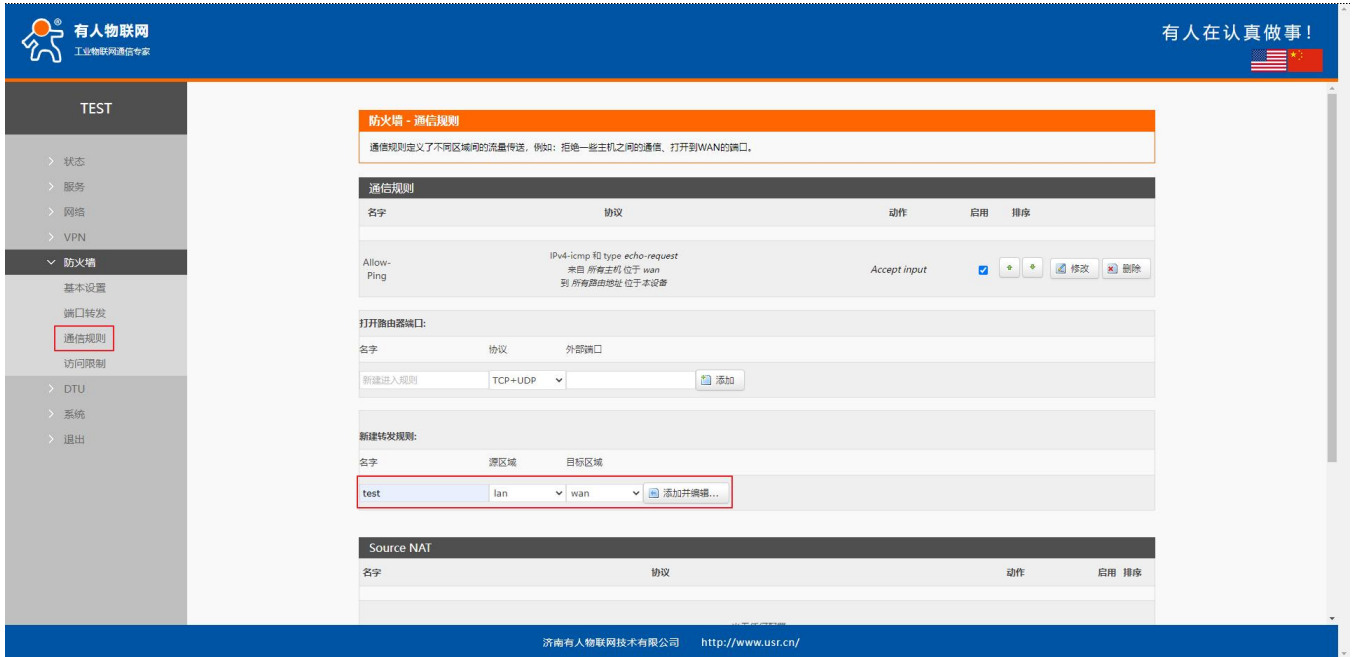 有人物联网
工业物联网通信专家
有人在认真做事！
TEST
状态
服务
网络
VPN
防火墙
基本设置
端口转发
通信规则
访问限制
DTU
系统
退出
防火墙 - 通信规则
通信规则定义了不同区域间的流量传送，例如：拒绝一些主机之间的通信、打开到WAN的端口。
通信规则
名字 协议 动作 启用 排序
Allow-
Ping
IPv4-icmp 和 type echo-request
来自 所有主机 位于 wan
到 所有路由地址 位于本设备
Accept input
修改 删除
打开路由器端口:
名字 协议 外部端口
新建进入规则 TCP+UDP 添加
新建转发规则:
名字 源区域 目标区域
test lan wan 添加并编辑...
Source NAT
名字 协议 动作 启用 排序
济南有人物联网技术有限公司 http://www.usr.cn/